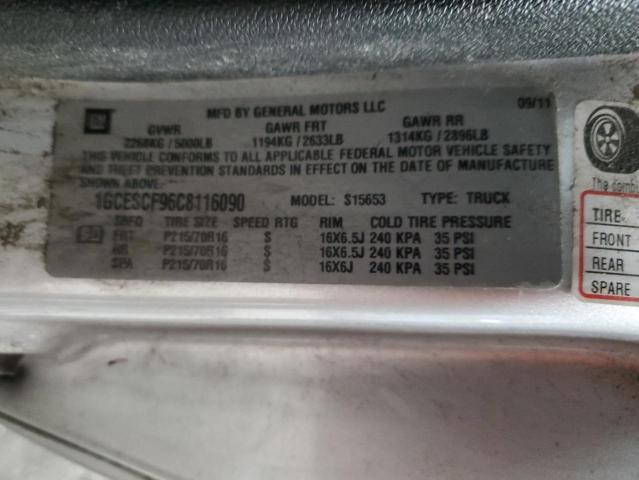 GM
MFD BY GENERAL MOTORS LLC 09/11
GVWR GAWR FRT GAWR RR
2268KG / 5000LB 1194KG / 2633LB 1314KG / 2896LB
THIS VEHICLE CONFORMS TO ALL APPLICABLE FEDERAL MOTOR VEHICLE SAFETY
AND THEFT PREVENTION STANDARDS IN EFFECT ON THE DATE OF MANUFACTURE
SHOWN ABOVE.
1GCESCF96C8116090 MODEL: S15653 TYPE: TRUCK
TIRE SIZE SPEED RTG RIM COLD TIRE PRESSURE
FRT P215/70R16 S 16X6.5J 240 KPA 35 PSI
RR P215/70R16 S 16X6.5J 240 KPA 35 PSI
SPA P215/70R16 S 16X6J 240 KPA 35 PSI
The comb
TIRE
FRONT
REAR
SPARE